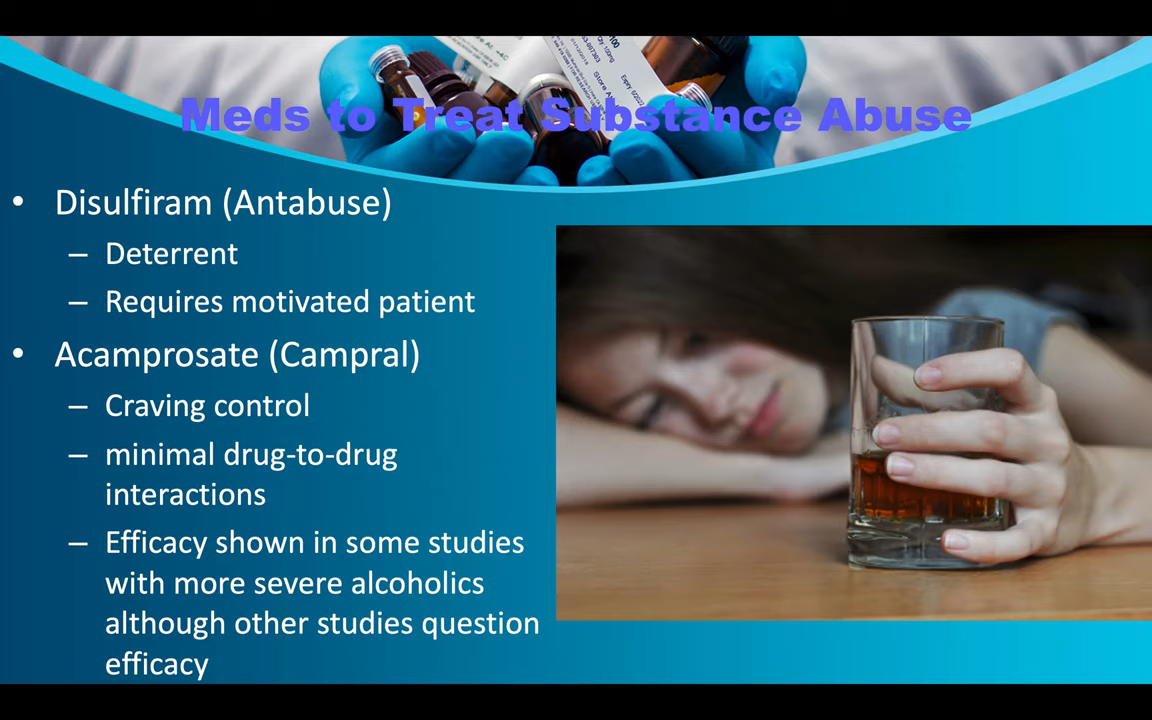 Meds to Treat Substance Abuse
• Disulfiram (Antabuse)
– Deterrent
– Requires motivated patient
• Acamprosate (Campral)
– Craving control
– minimal drug-to-drug
interactions
– Efficacy shown in some studies
with more severe alcoholics
although other studies question
efficacy